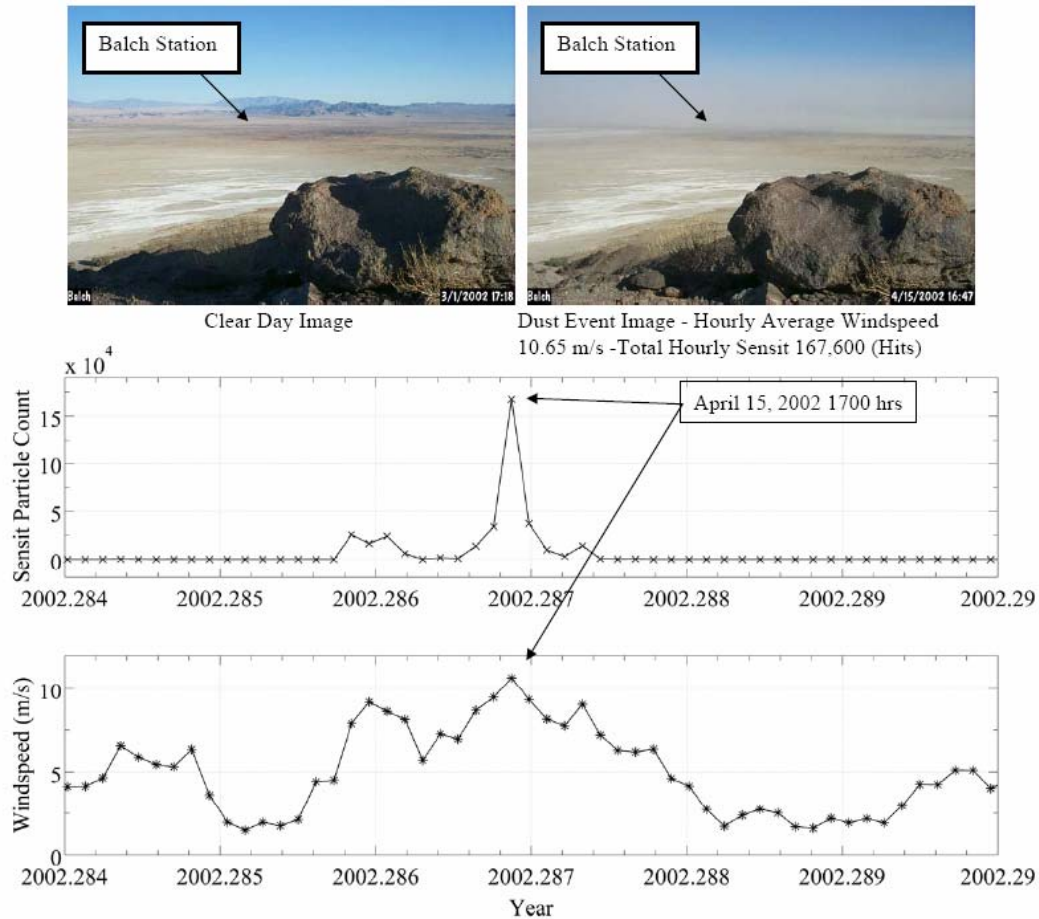 Balch Station
Balch Station
Balch
3/1/2002 17:18
Balch
4/15/2002 16:47
Clear Day Image
Dust Event Image - Hourly Average Windspeed
10.65 m/s -Total Hourly Sensit 167,600 (Hits)
x 10^4
April 15, 2002 1700 hrs
Sensit Particle Count
15
10
5
0
2002.284 2002.285 2002.286 2002.287 2002.288 2002.289 2002.29
Windspeed (m/s)
10
5
0
2002.284 2002.285 2002.286 2002.287 2002.288 2002.289 2002.29
Year